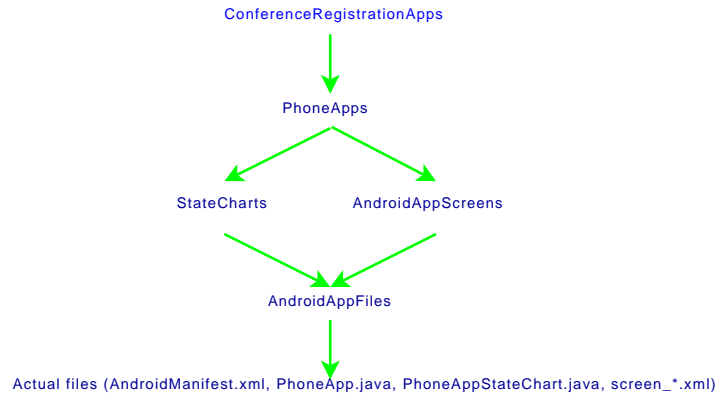 ConferenceRegistrationApps
PhoneApps
StateCharts
AndroidAppScreens
AndroidAppFiles
Actual files (AndroidManifest.xml, PhoneApp.java, PhoneAppStateChart.java, screen_*.xml)